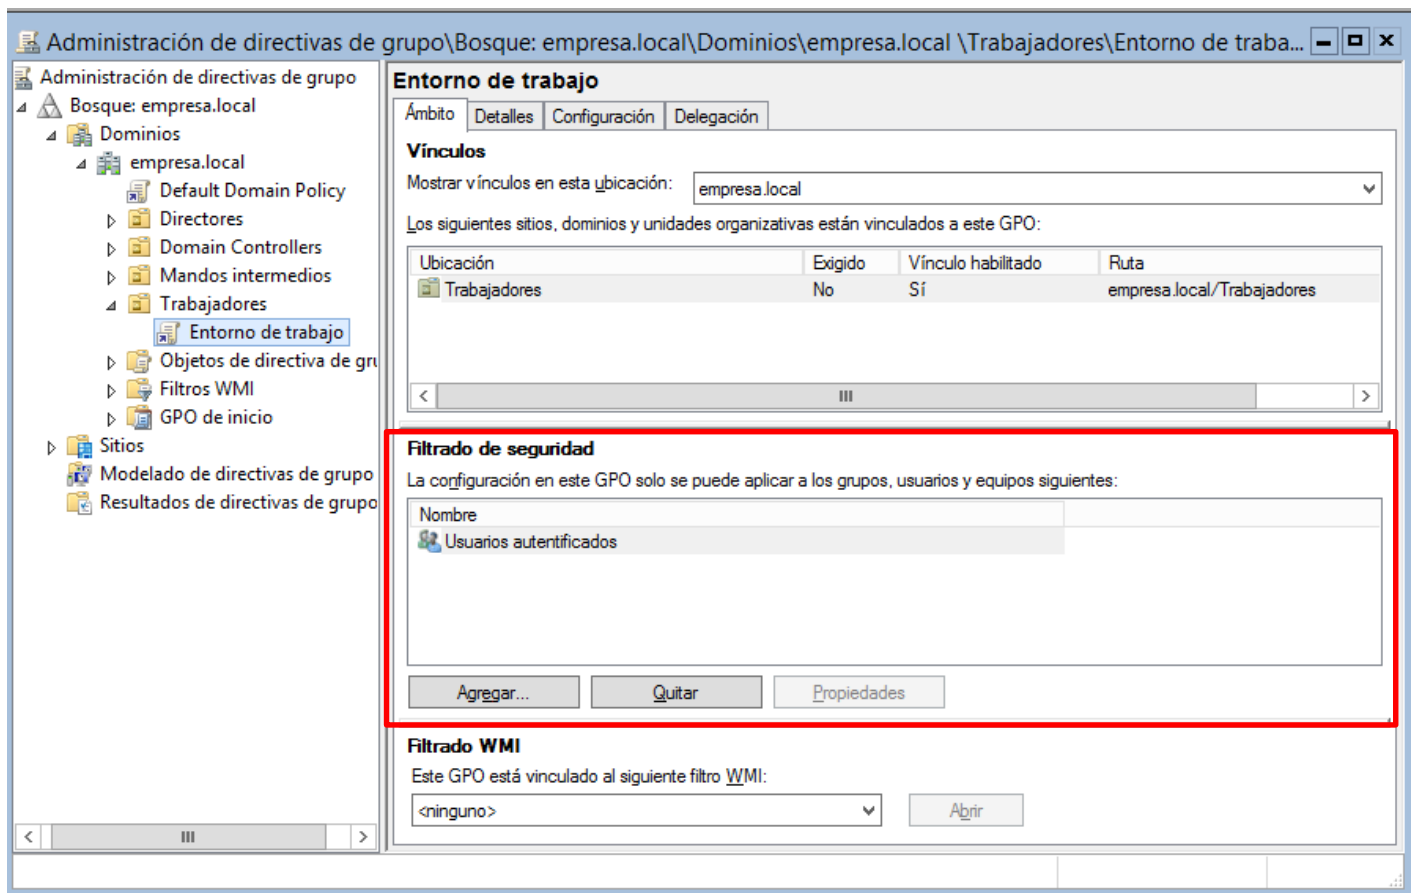 Administración de directivas de grupo\Bosque: empresa.local\Dominios\empresa.local \Trabajadores\Entorno de traba...
Administración de directivas de grupo
Bosque: empresa.local
Dominios
empresa.local
Default Domain Policy
Directores
Domain Controllers
Mandos intermedios
Trabajadores
Entorno de trabajo
Objetos de directiva de gru
Filtros WMI
GPO de inicio
Sitios
Modelado de directivas de grupo
Resultados de directivas de grupo
Entorno de trabajo
Ámbito Detalles Configuración Delegación
Vínculos
Mostrar vínculos en esta ubicación: empresa.local
Los siguientes sitios, dominios y unidades organizativas están vinculados a este GPO:
Ubicación Exigido Vínculo habilitado Ruta
Trabajadores No Sí empresa.local/Trabajadores
Filtrado de seguridad
La configuración en este GPO solo se puede aplicar a los grupos, usuarios y equipos siguientes:
Nombre
Usuarios autentificados
Agregar... Quitar Propiedades
Filtrado WMI
Este GPO está vinculado al siguiente filtro WMI:
<ninguno> Abrir